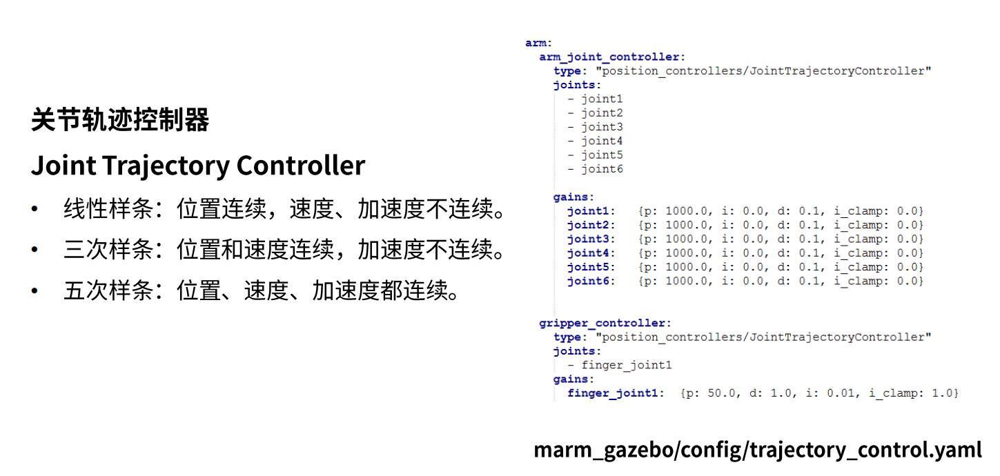 关节轨迹控制器
Joint Trajectory Controller
• 线性样条：位置连续，速度、加速度不连续。
• 三次样条：位置和速度连续，加速度不连续。
• 五次样条：位置、速度、加速度都连续。
arm:
  arm_joint_controller:
    type: "position_controllers/JointTrajectoryController"
    joints:
      - joint1
      - joint2
      - joint3
      - joint4
      - joint5
      - joint6
    gains:
      joint1:   {p: 1000.0, i: 0.0, d: 0.1, i_clamp: 0.0}
      joint2:   {p: 1000.0, i: 0.0, d: 0.1, i_clamp: 0.0}
      joint3:   {p: 1000.0, i: 0.0, d: 0.1, i_clamp: 0.0}
      joint4:   {p: 1000.0, i: 0.0, d: 0.1, i_clamp: 0.0}
      joint5:   {p: 1000.0, i: 0.0, d: 0.1, i_clamp: 0.0}
      joint6:   {p: 1000.0, i: 0.0, d: 0.1, i_clamp: 0.0}
  gripper_controller:
    type: "position_controllers/JointTrajectoryController"
    joints:
      - finger_joint1
    gains:
      finger_joint1:  {p: 50.0, d: 1.0, i: 0.01, i_clamp: 1.0}
marm_gazebo/config/trajectory_control.yaml